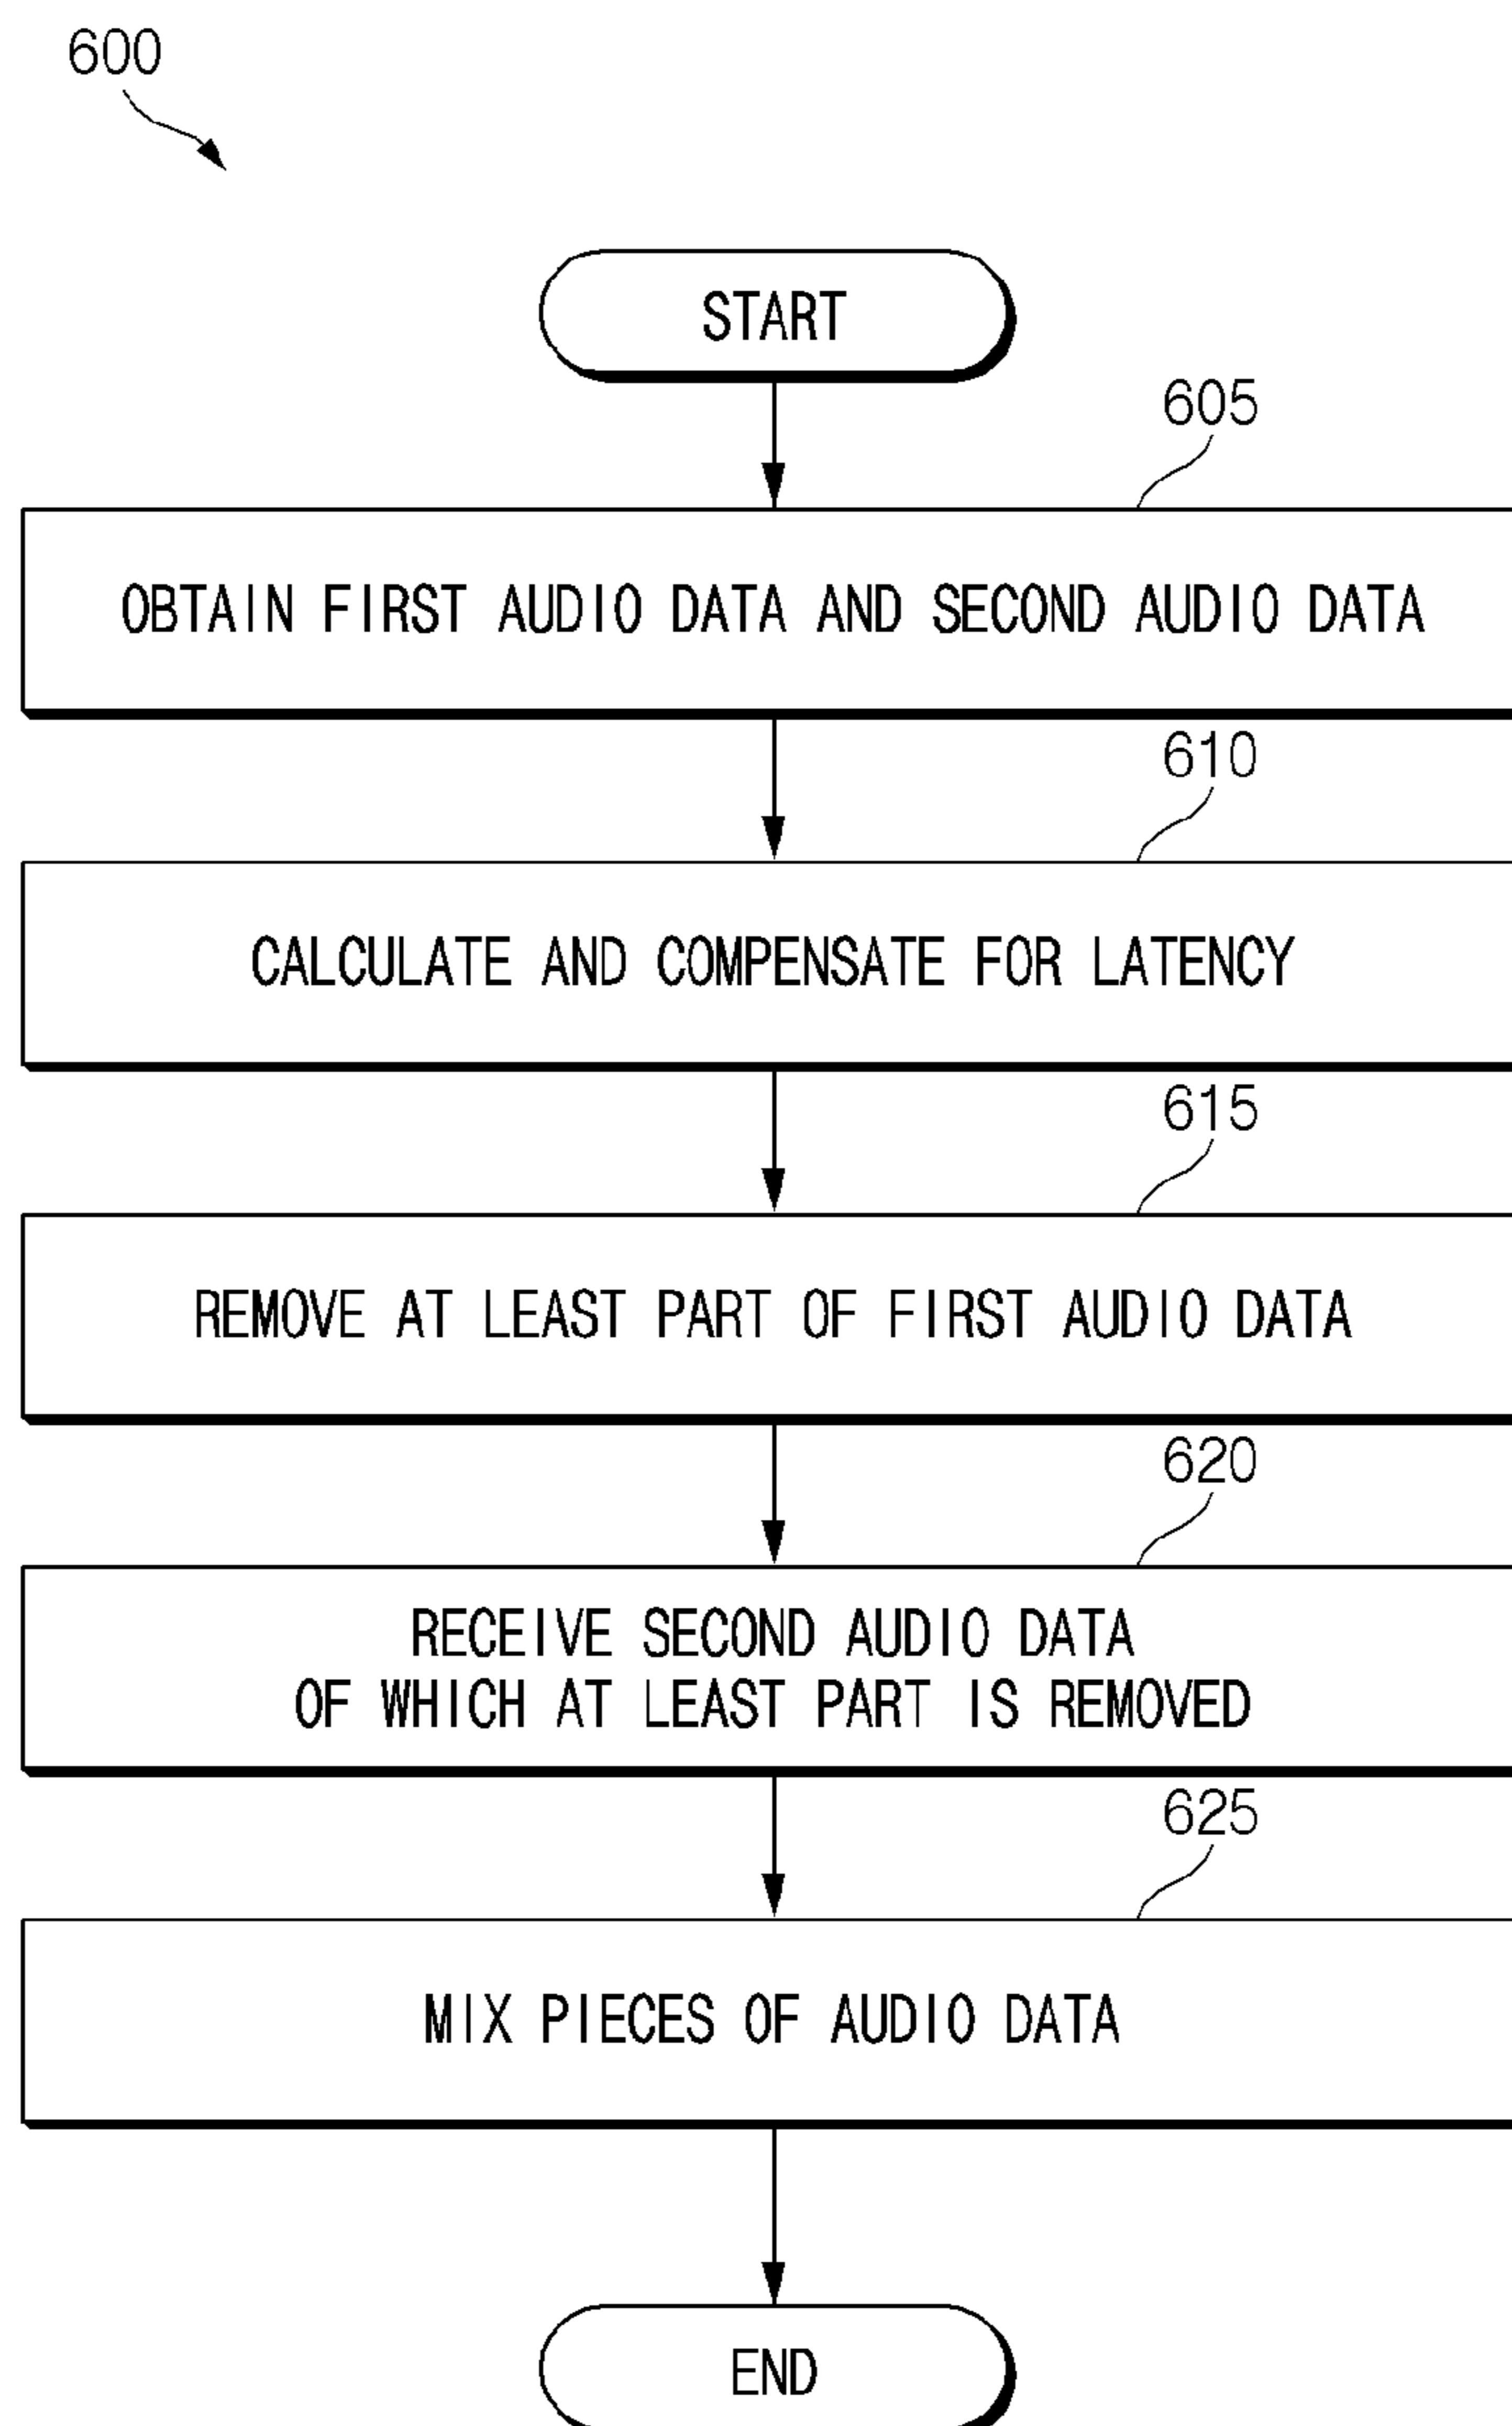 600
START
605
OBTAIN FIRST AUDIO DATA AND SECOND AUDIO DATA
610
CALCULATE AND COMPENSATE FOR LATENCY
615
REMOVE AT LEAST PART OF FIRST AUDIO DATA
620
RECEIVE SECOND AUDIO DATA
OF WHICH AT LEAST PART IS REMOVED
625
MIX PIECES OF AUDIO DATA
END